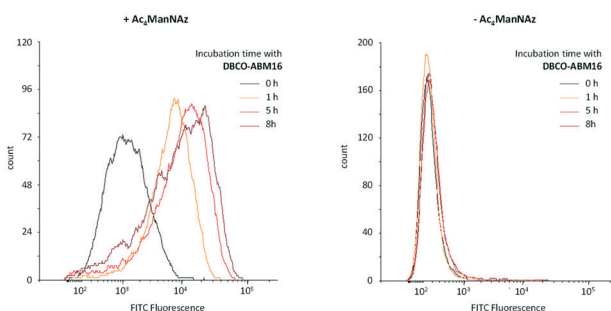 + Ac4ManNAz
Incubation time with
DBCO-ABM16
0 h
1 h
5 h
8h
120
96
72
48
24
0
count
10²
10³
10⁴
10⁵
FITC Fluorescence
- Ac4ManNAz
Incubation time with
DBCO-ABM16
0 h
1 h
5 h
8h
200
160
120
80
40
0
count
10²
10³
10⁴
10⁵
FITC Fluorescence